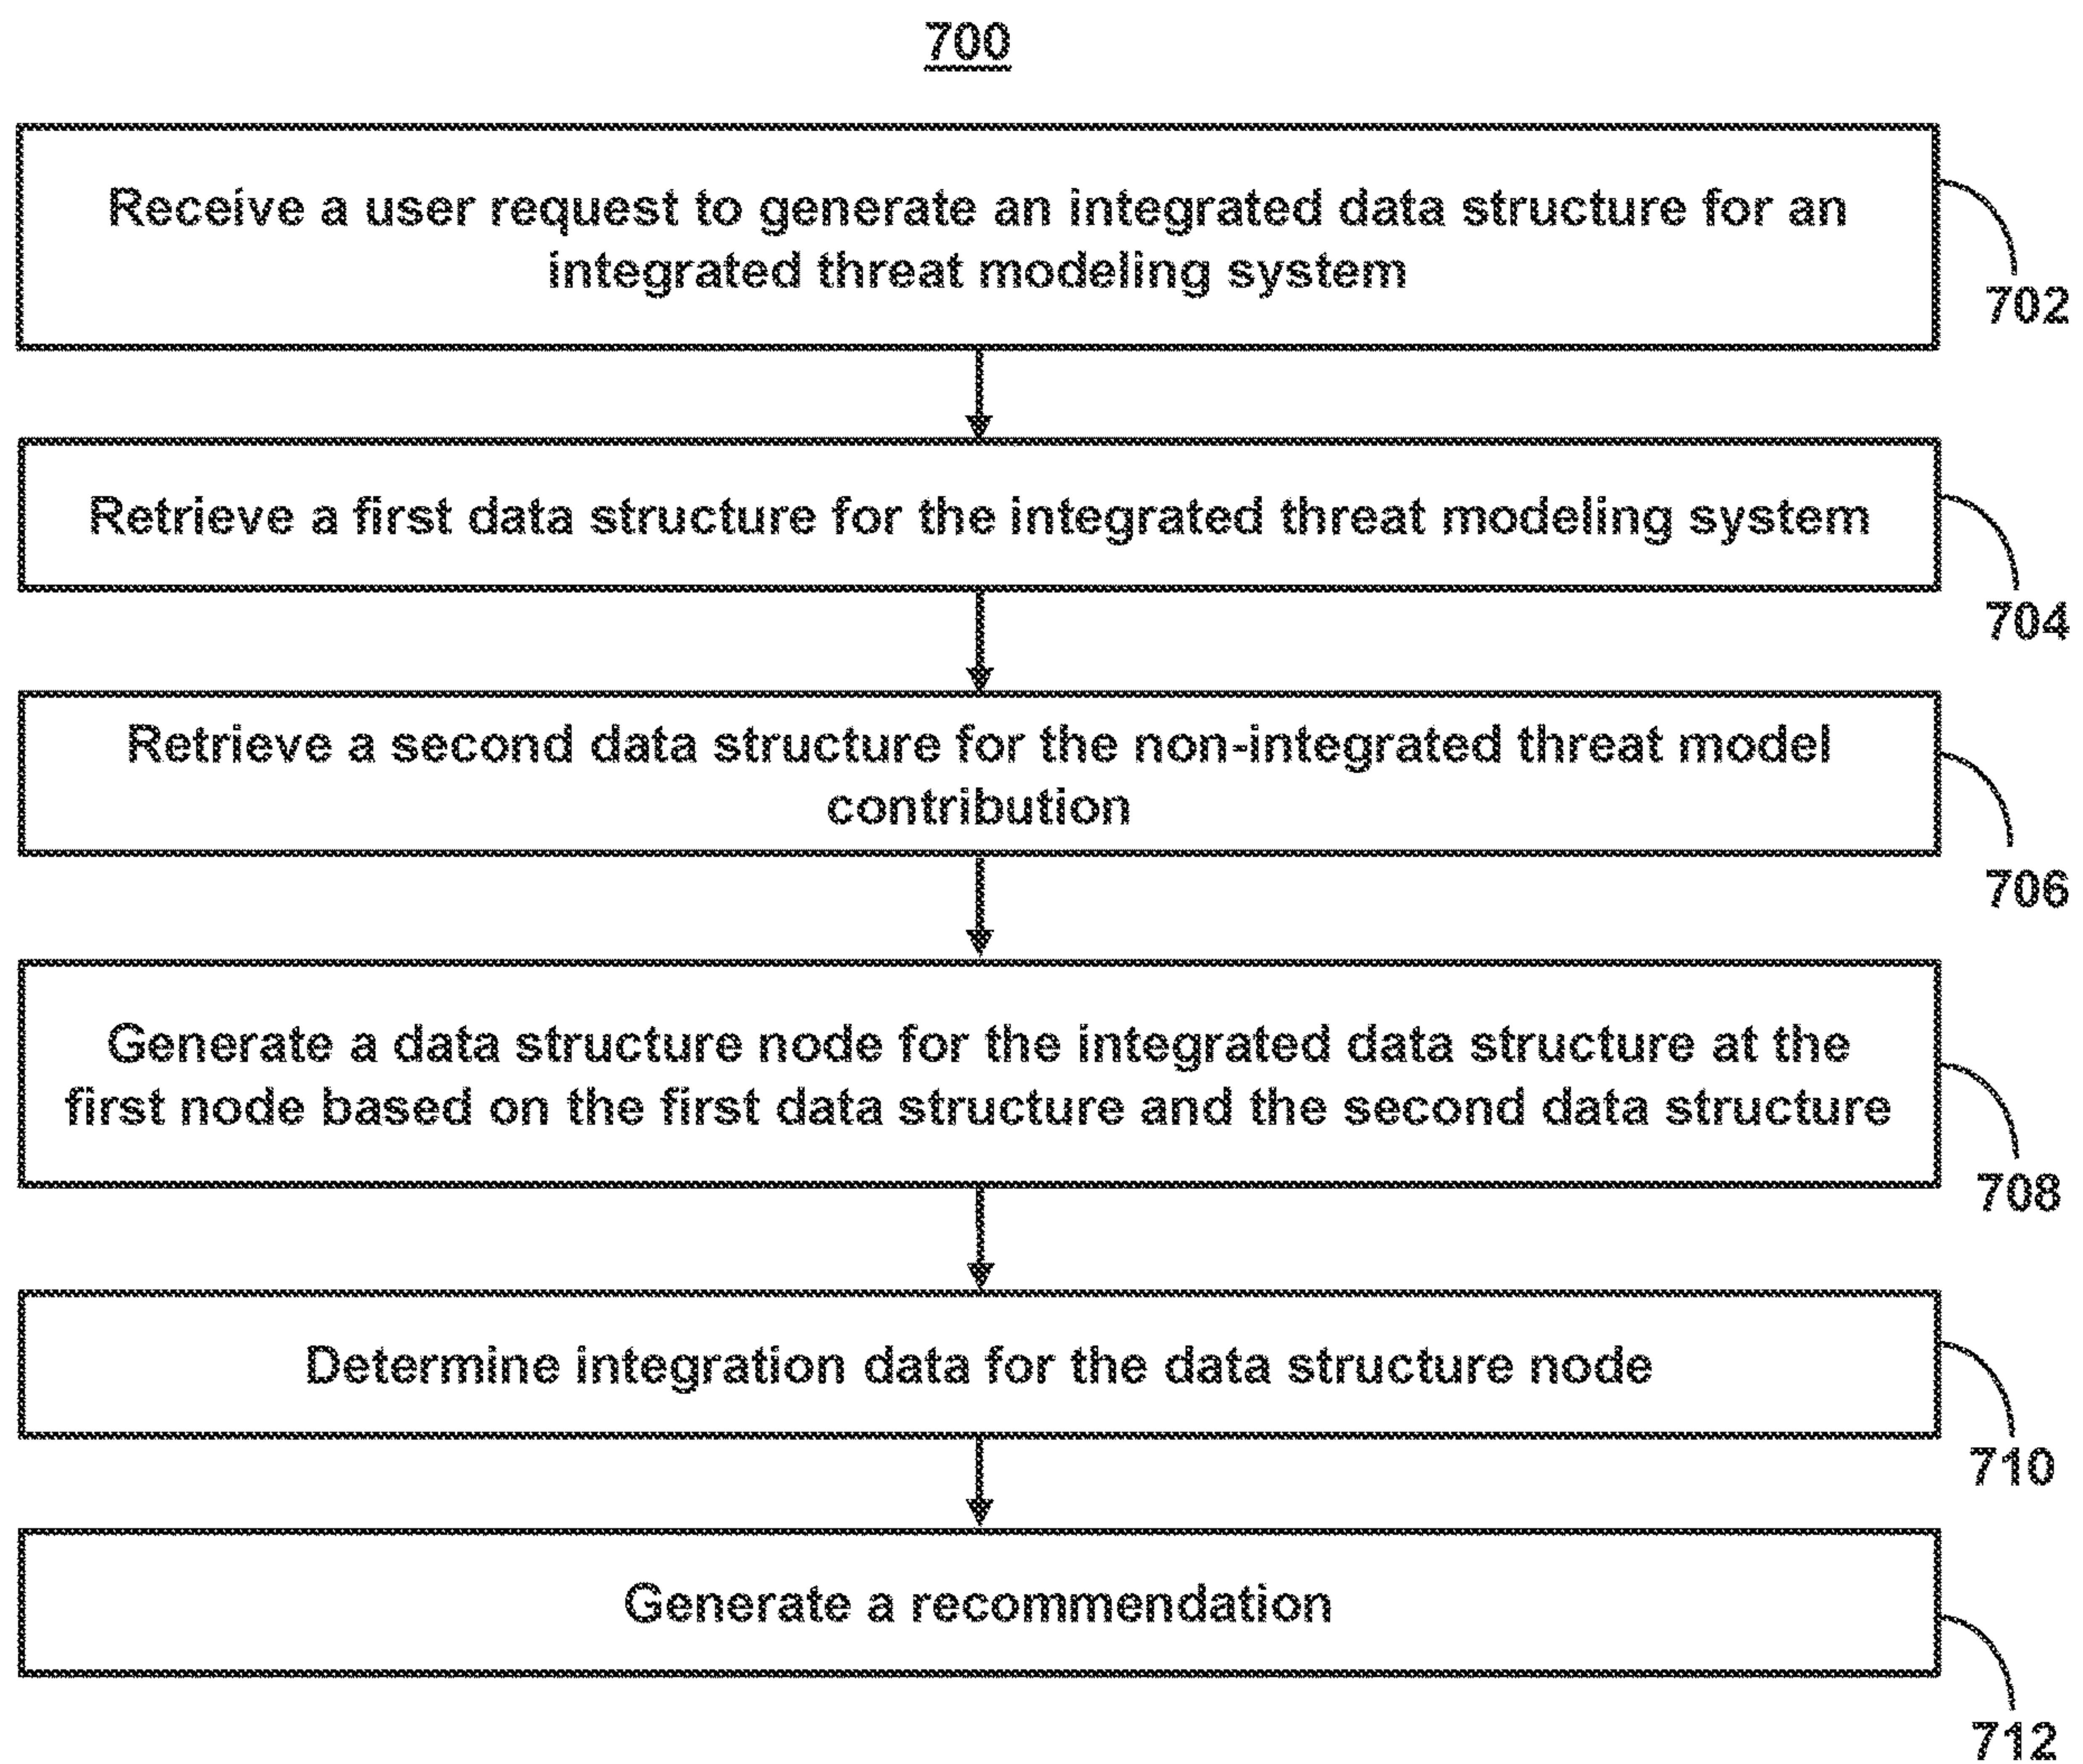 700
Receive a user request to generate an integrated data structure for an
integrated threat modeling system
702
Retrieve a first data structure for the integrated threat modeling system
704
Retrieve a second data structure for the non-integrated threat model
contribution
706
Generate a data structure node for the integrated data structure at the
first node based on the first data structure and the second data structure
708
Determine integration data for the data structure node
710
Generate a recommendation
712